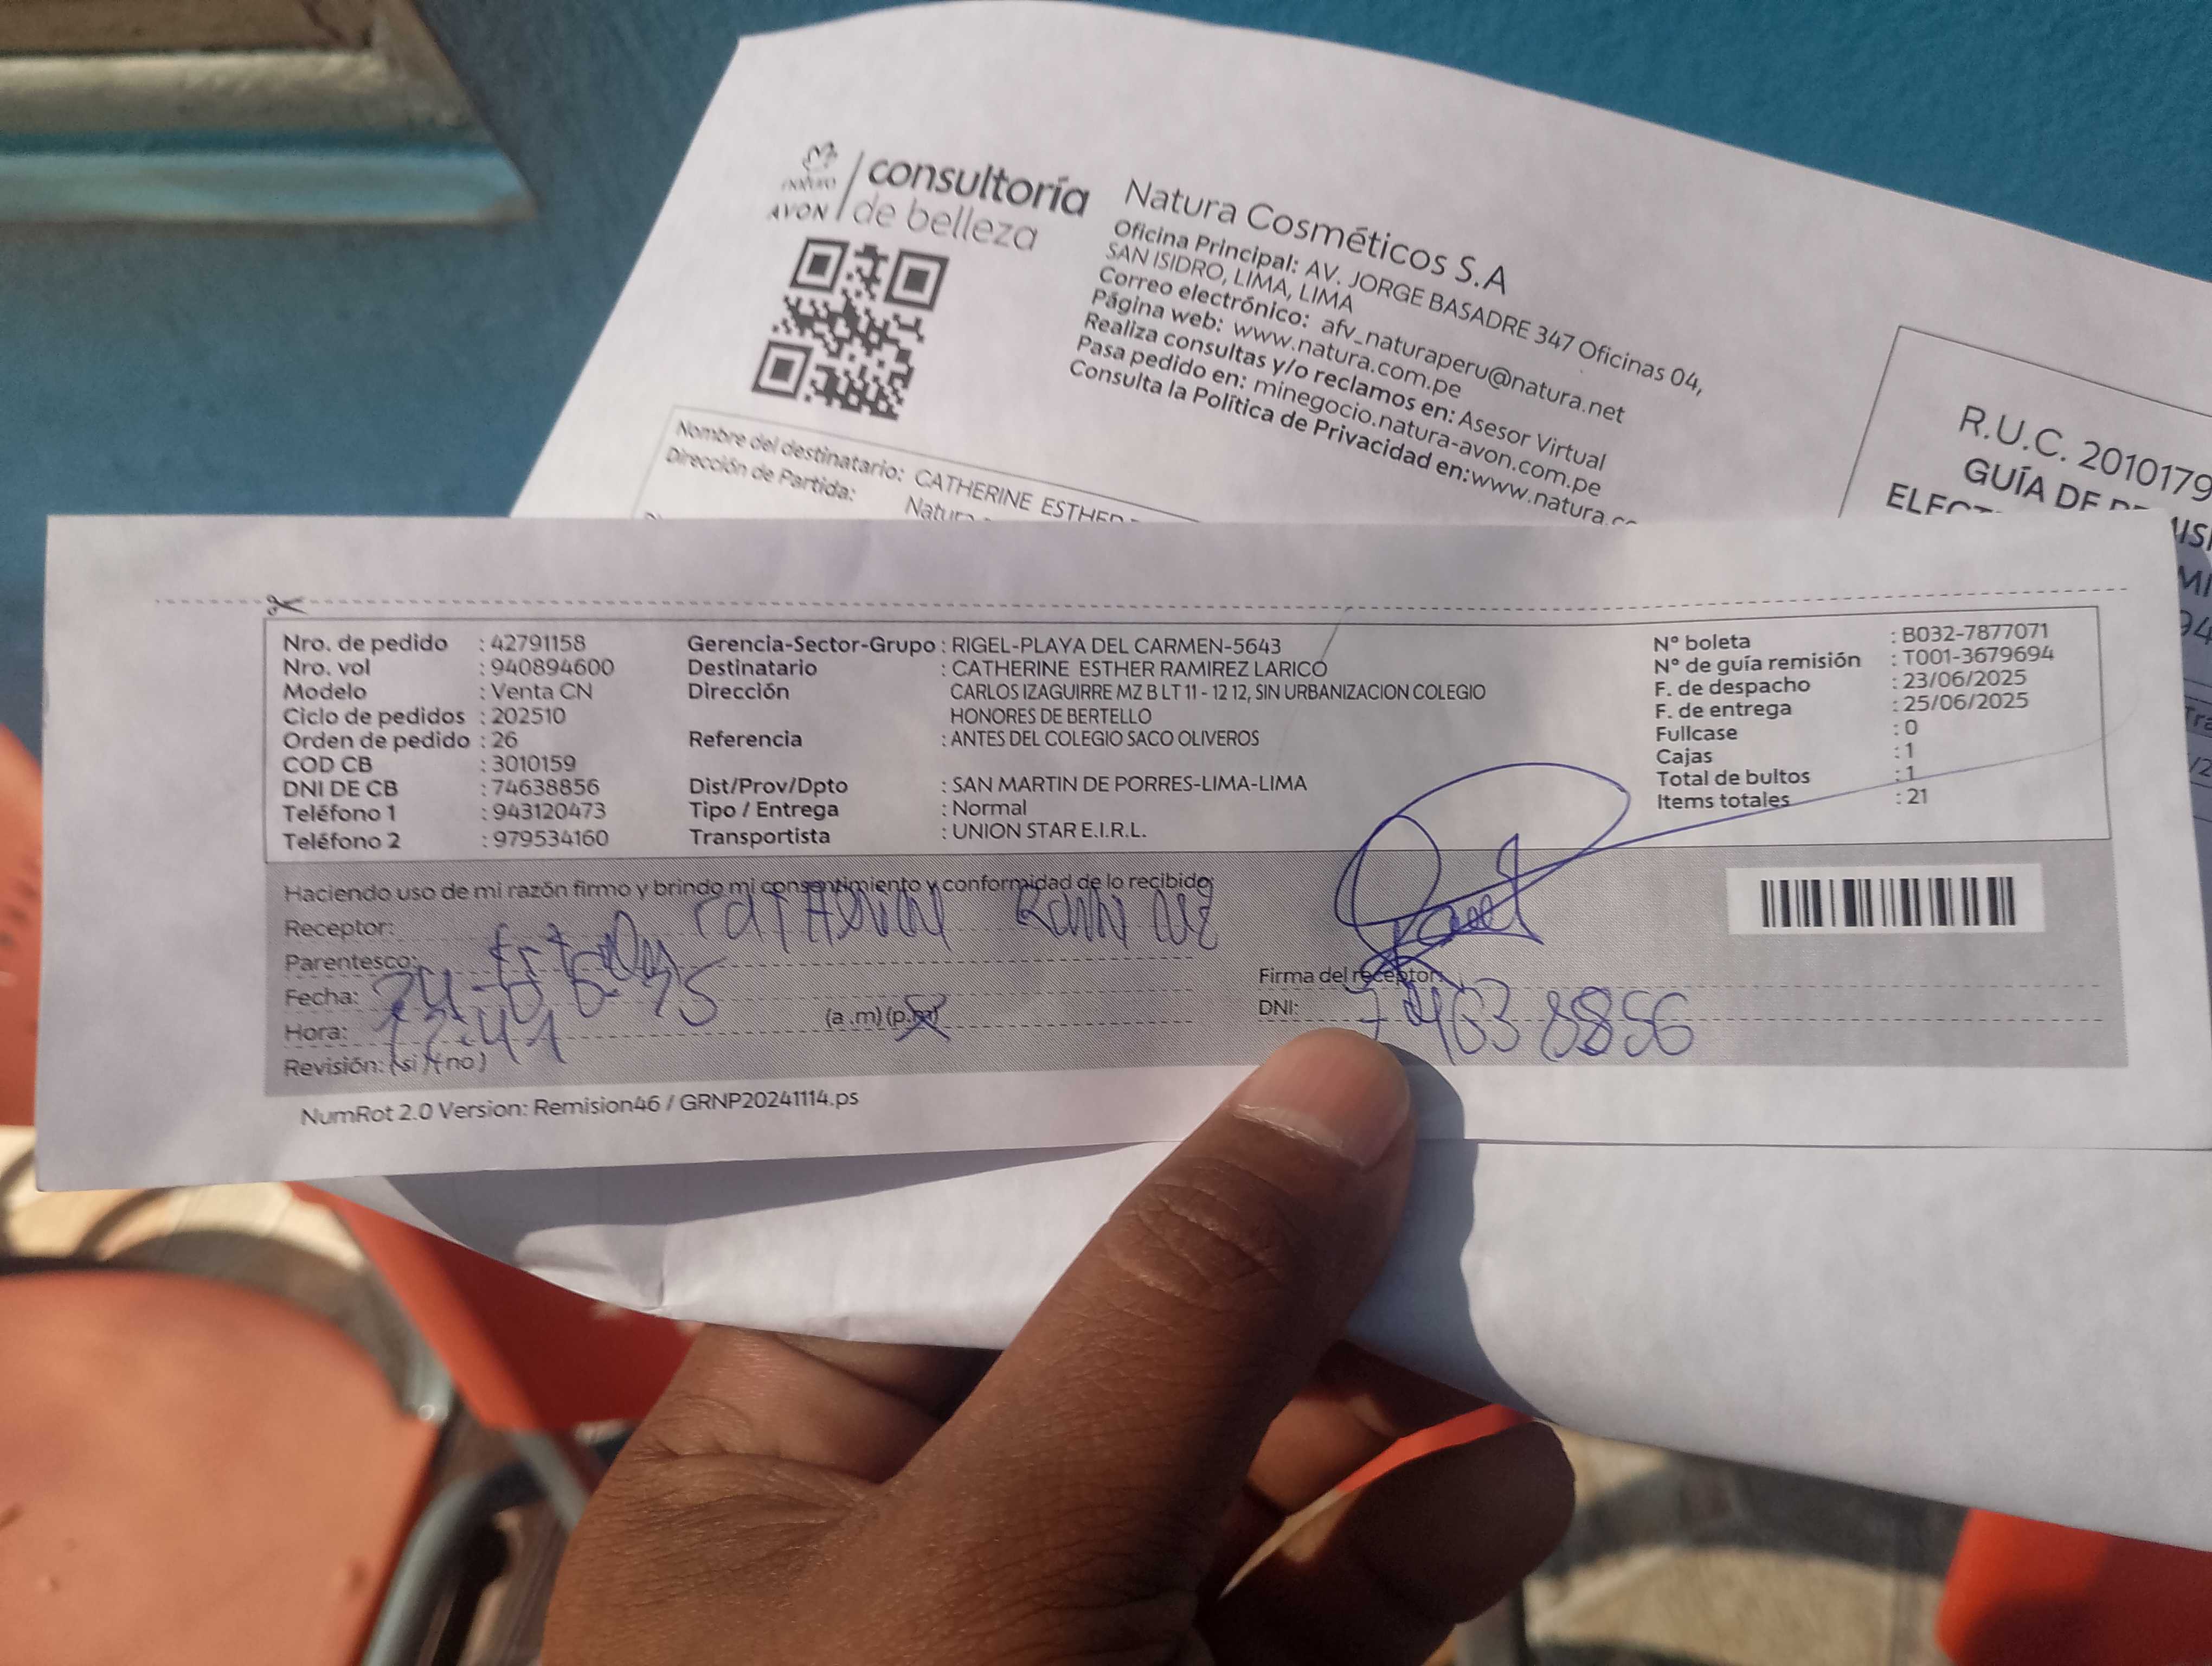 natura
AVON
consultoría
de belleza
Natura Cosméticos S.A
Oficina Principal: AV. JORGE BASADRE 347 Oficinas 04,
SAN ISIDRO, LIMA, LIMA
Correo electrónico: afv_naturaperu@natura.net
Página web: www.natura.com.pe
Realiza consultas y/o reclamos en: Asesor Virtual
Pasa pedido en: minegocio.natura-avon.com.pe
Consulta la Política de Privacidad en:www.natura.co
R.U.C. 2010179
GUÍA DE
Nombre del destinatario: CATHERINE ESTHER
Dirección de Partida: Natura
Nro. de pedido : 42791158
Nro. vol : 940894600
Modelo : Venta CN
Ciclo de pedidos : 202510
Orden de pedido : 26
COD CB : 3010159
DNI DE CB : 74638856
Teléfono 1 : 943120473
Teléfono 2 : 979534160
Gerencia-Sector-Grupo : RIGEL-PLAYA DEL CARMEN-5643
Destinatario : CATHERINE ESTHER RAMIREZ LARICO
Dirección CARLOS IZAGUIRRE MZ B LT 11 - 12 12, SIN URBANIZACION COLEGIO
HONORES DE BERTELLO
Referencia : ANTES DEL COLEGIO SACO OLIVEROS
Dist/Prov/Dpto : SAN MARTIN DE PORRES-LIMA-LIMA
Tipo / Entrega : Normal
Transportista : UNION STAR E.I.R.L.
N° boleta : B032-7877071
N° de guía remisión : T001-3679694
F. de despacho : 23/06/2025
F. de entrega : 25/06/2025
Fullcase : 0
Cajas : 1
Total de bultos : 1
Items totales : 21
Haciendo uso de mi razón firmo y brindo mi consentimiento y conformidad de lo recibido:
Receptor:
Parentesco:
Fecha:
Hora: (a .m) (p.m)
Revisión: ( si ) ( no )
Firma del receptor:
DNI: 74638856
NumRot 2.0 Version: Remision46 / GRNP20241114.ps